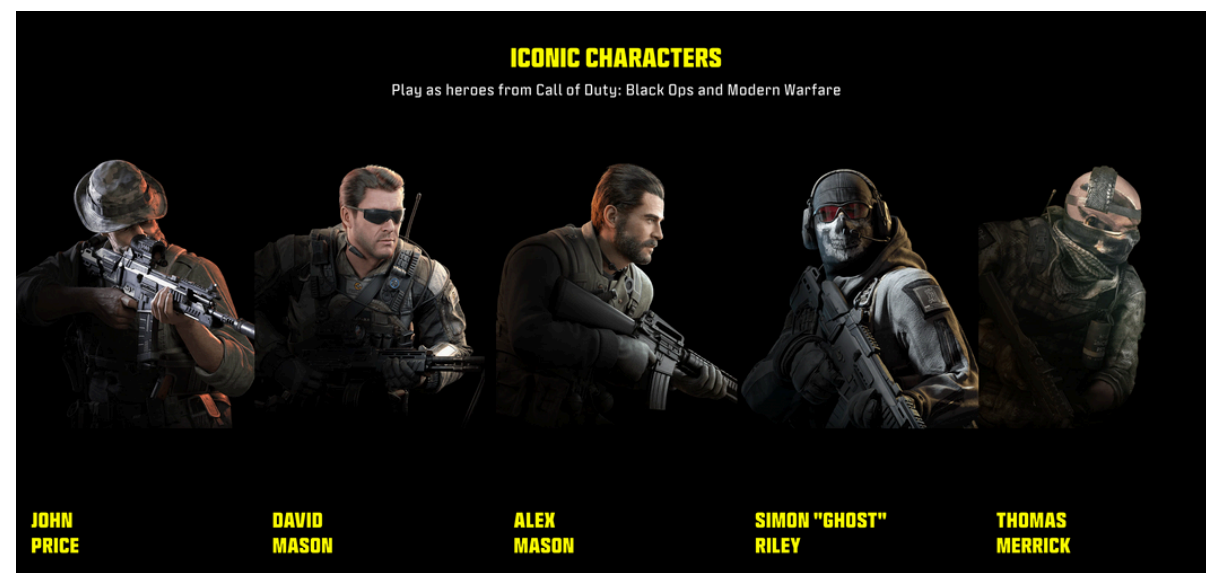 ICONIC CHARACTERS
Play as heroes from Call of Duty: Black Ops and Modern Warfare
JOHN
PRICE
DAVID
MASON
ALEX
MASON
SIMON "GHOST"
RILEY
THOMAS
MERRICK